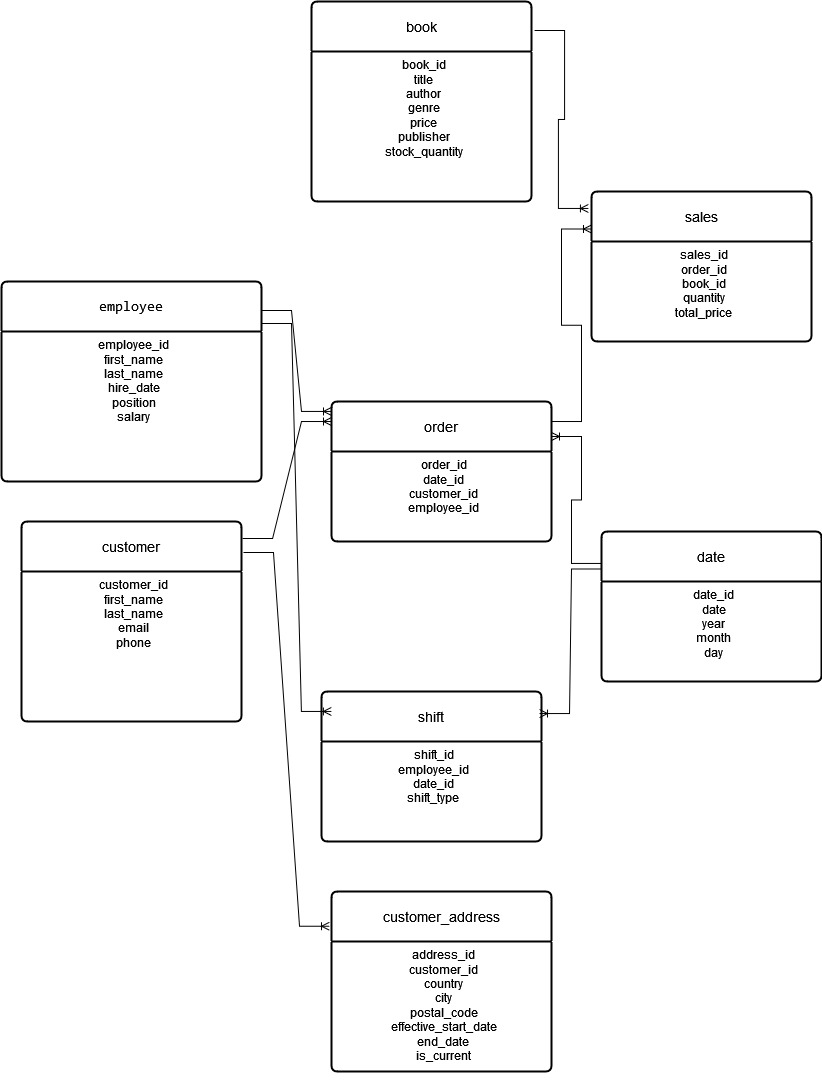 book
book_id
title
author
genre
price
publisher
stock_quantity
sales
sales_id
order_id
book_id
quantity
total_price
employee
employee_id
first_name
last_name
hire_date
position
salary
order
order_id
date_id
customer_id
employee_id
customer
customer_id
first_name
last_name
email
phone
date
date_id
date
year
month
day
shift
shift_id
employee_id
date_id
shift_type
customer_address
address_id
customer_id
country
city
postal_code
effective_start_date
end_date
is_current